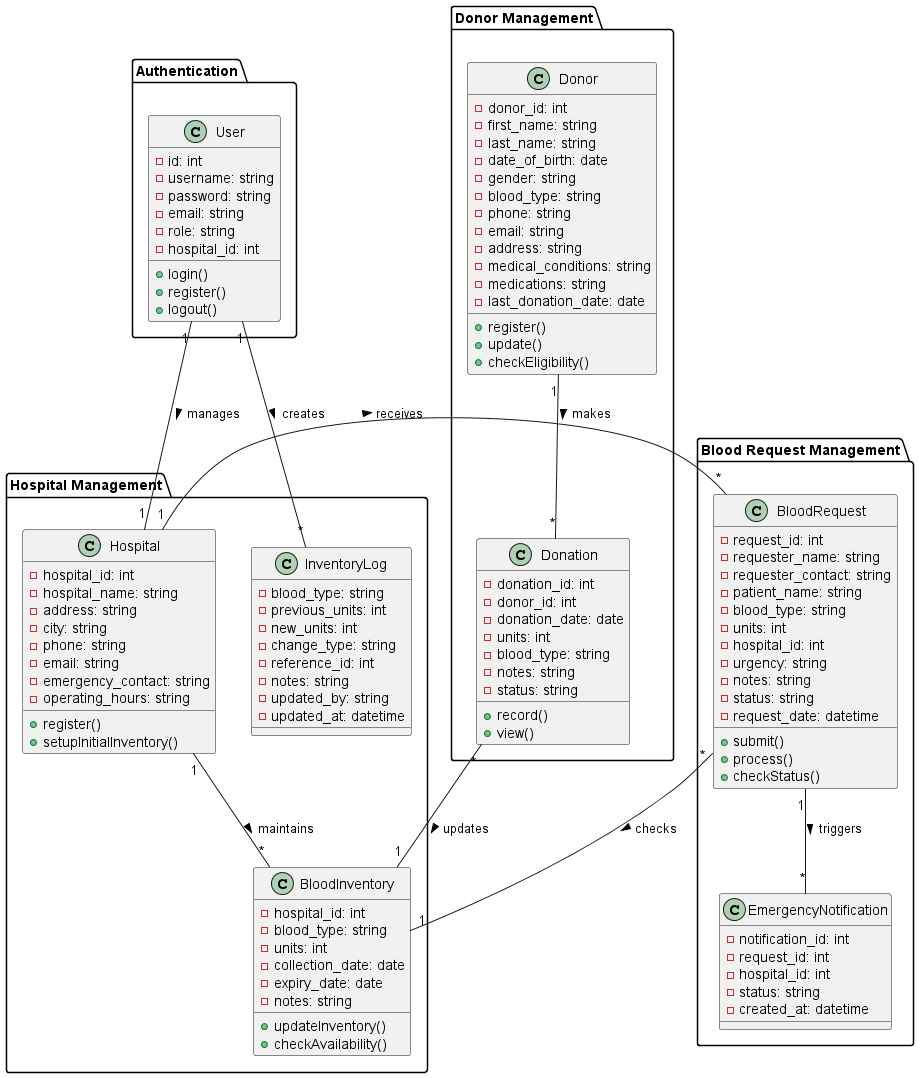 Authentication
C User
id: int
username: string
password: string
email: string
role: string
hospital_id: int
login()
register()
logout()
Donor Management
C Donor
donor_id: int
first_name: string
last_name: string
date_of_birth: date
gender: string
blood_type: string
phone: string
email: string
address: string
medical_conditions: string
medications: string
last_donation_date: date
register()
update()
checkEligibility()
1
1
1
manages
creates
receives
makes
1
1
*
*
*
Hospital Management
C Hospital
hospital_id: int
hospital_name: string
address: string
city: string
phone: string
email: string
emergency_contact: string
operating_hours: string
register()
setupInitialInventory()
C InventoryLog
blood_type: string
previous_units: int
new_units: int
change_type: string
reference_id: int
notes: string
updated_by: string
updated_at: datetime
C Donation
donation_id: int
donor_id: int
donation_date: date
units: int
blood_type: string
notes: string
status: string
record()
view()
Blood Request Management
C BloodRequest
request_id: int
requester_name: string
requester_contact: string
patient_name: string
blood_type: string
units: int
hospital_id: int
urgency: string
notes: string
status: string
request_date: datetime
submit()
process()
checkStatus()
1
*
*
1
maintains
updates
checks
triggers
*
1
1
*
C BloodInventory
hospital_id: int
blood_type: string
units: int
collection_date: date
expiry_date: date
notes: string
updateInventory()
checkAvailability()
C EmergencyNotification
notification_id: int
request_id: int
hospital_id: int
status: string
created_at: datetime